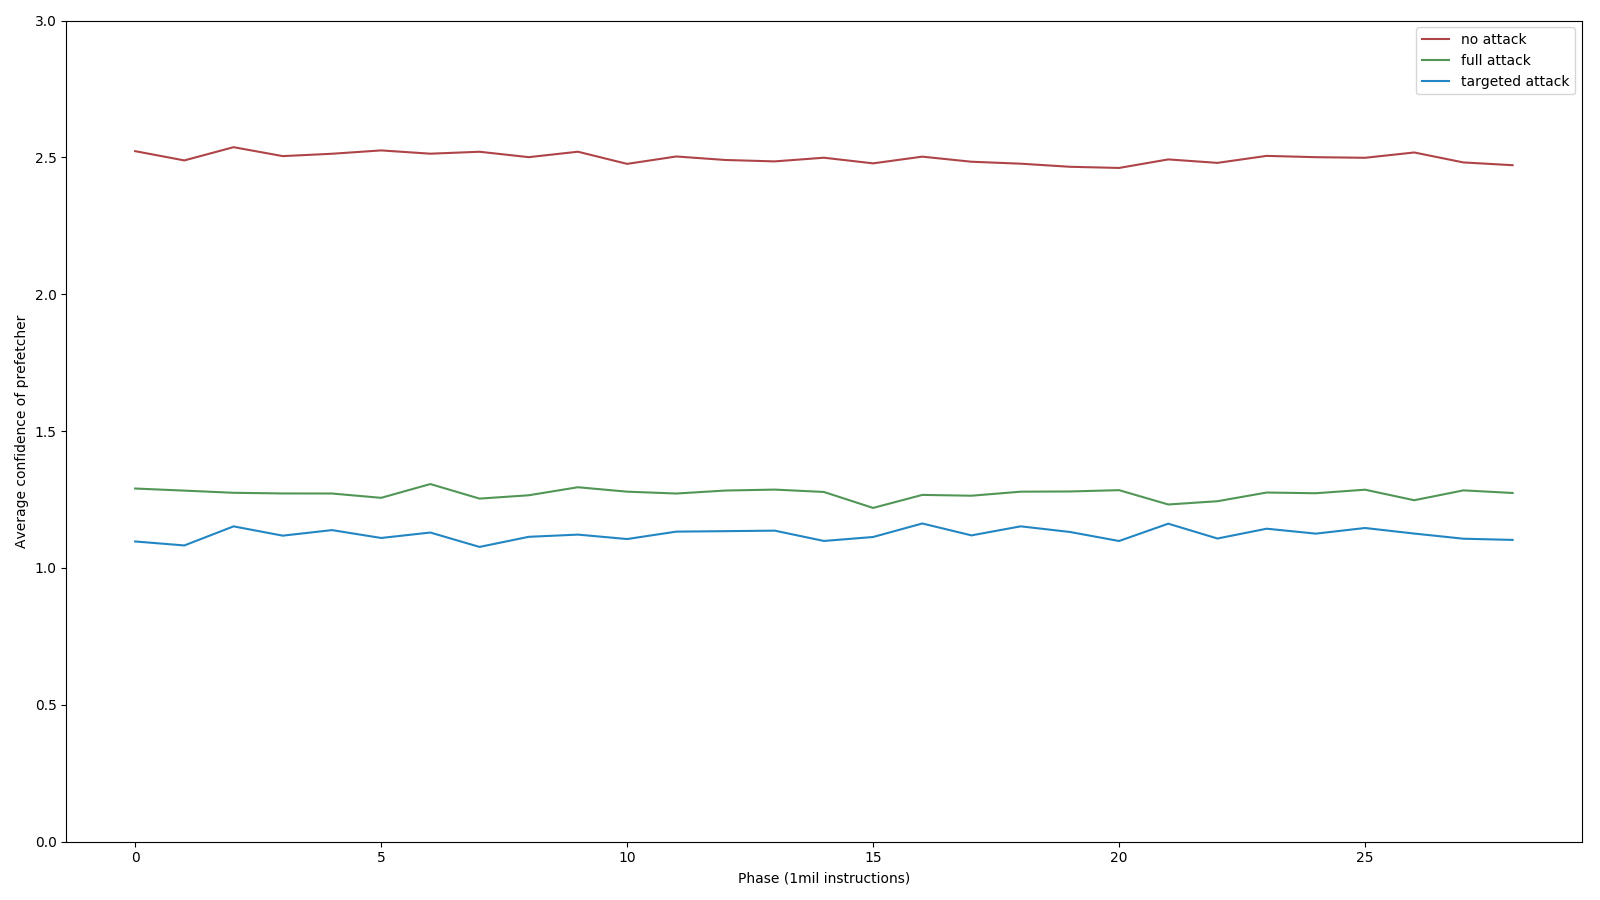 3.0
2.5
2.0
1.5
1.0
0.5
0.0
Average confidence of prefetcher
no attack
full attack
targeted attack
0 5 10 15 20 25
Phase (1mil instructions)